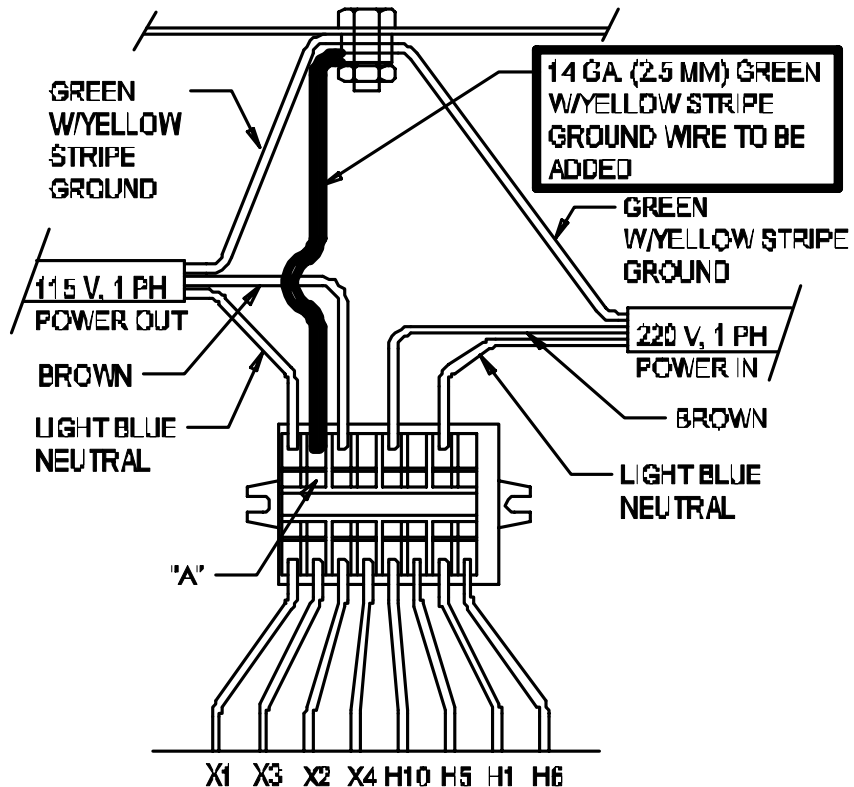 14 GA. (2.5 MM) GREEN
W/YELLOW STRIPE
GROUND WIRE TO BE
ADDED
GREEN
W/YELLOW
STRIPE
GROUND
GREEN
W/YELLOW STRIPE
GROUND
115 V, 1 PH
POWER OUT
220 V, 1 PH
POWER IN
BROWN
BROWN
LIGHT BLUE
NEUTRAL
LIGHT BLUE
NEUTRAL
"A"
X1 X3 X2 X4 H10 H5 H1 H6